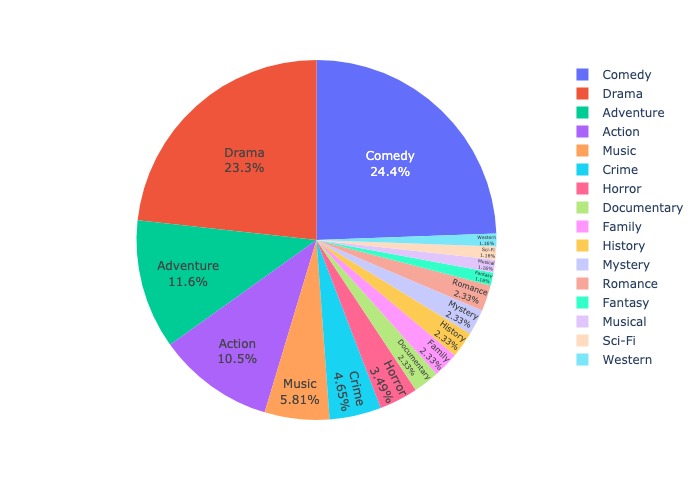 Comedy
24.4%
Drama
23.3%
Adventure
11.6%
Action
10.5%
Music
5.81%
Crime
4.65%
Horror
3.49%
Documentary
2.33%
Family
2.33%
History
2.33%
Mystery
2.33%
Romance
2.33%
Fantasy
1.16%
Musical
1.16%
Sci-Fi
1.16%
Western
1.16%
Comedy
Drama
Adventure
Action
Music
Crime
Horror
Documentary
Family
History
Mystery
Romance
Fantasy
Musical
Sci-Fi
Western